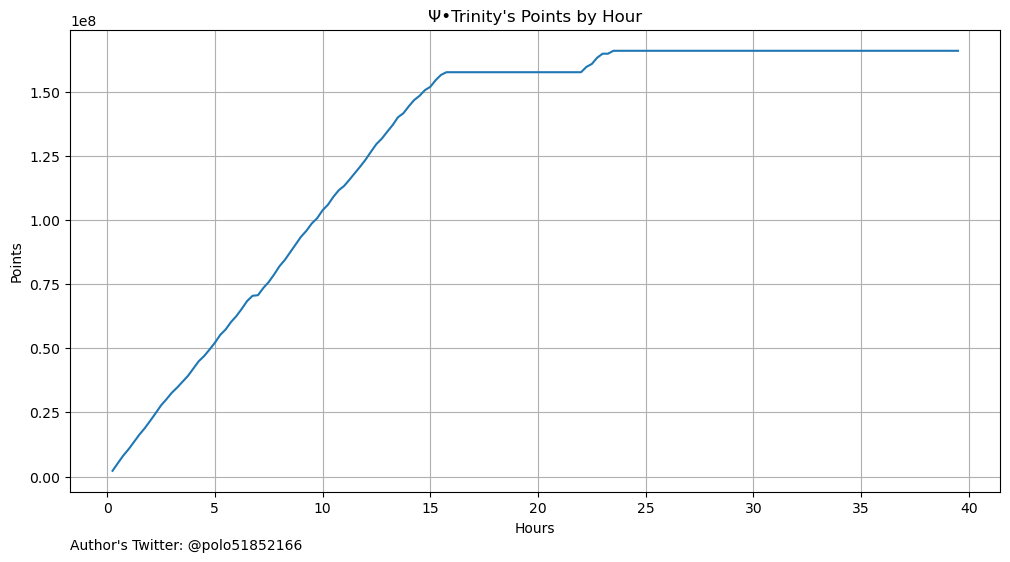 Ψ•Trinity's Points by Hour
1e8
1.50
1.25
1.00
0.75
0.50
0.25
0.00
Points
0 5 10 15 20 25 30 35 40
Hours
Author's Twitter: @polo51852166